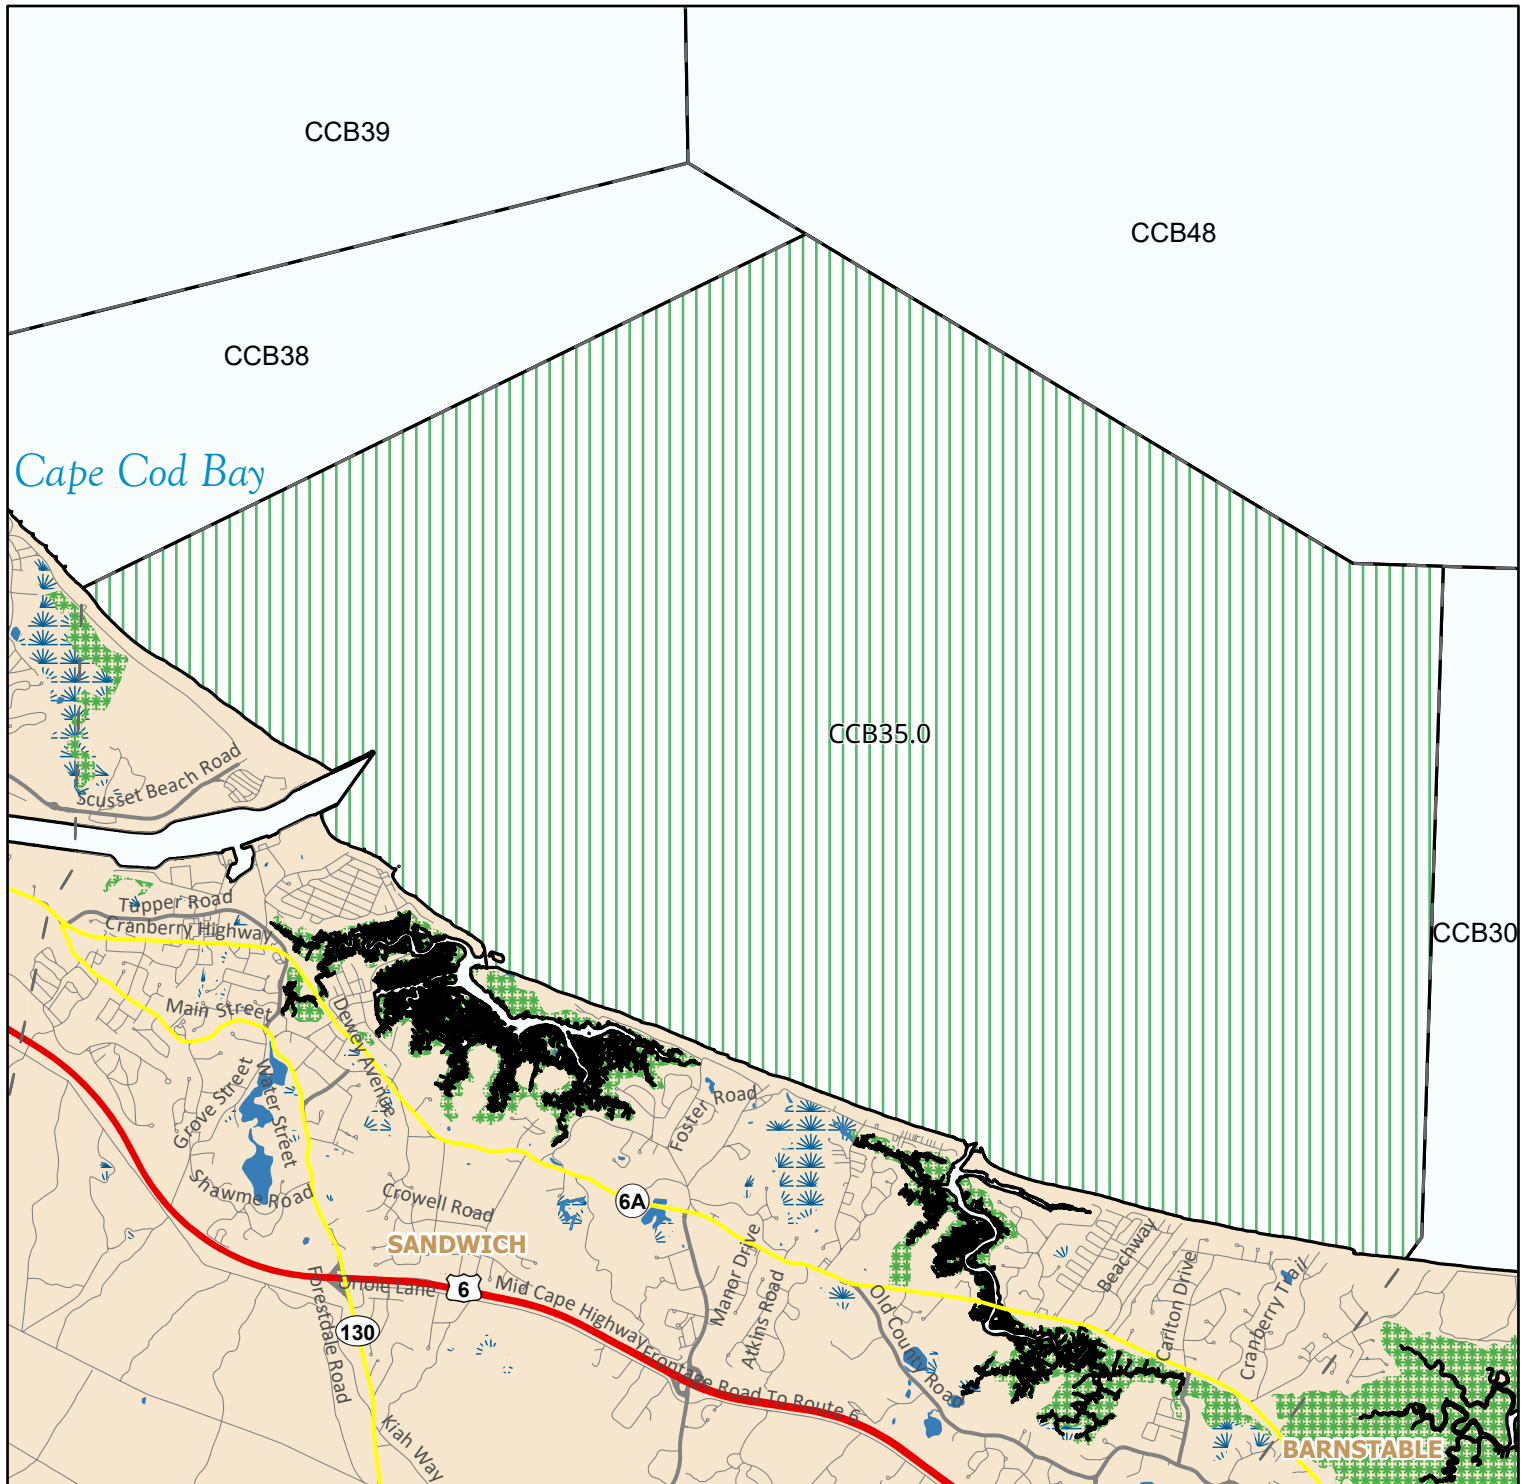 CCB39
CCB48
CCB38
Cape Cod Bay
CCB35.0
Scusset Beach Road
Tupper Road
Cranberry Highway
CCB30
Main Street
Dewey Avenue
Grove Street
Water Street
Foster Road
Shawme Road
Crowell Road
6A
SANDWICH
Manor Drive
Beachway
Carlton Drive
Cranberry Trail
Atkins Road
Old County Road
Lane
6
Mid Cape Highway
130
Forestdale Road
Frontage Road To Route 6
Kiah Way
BARNSTABLE